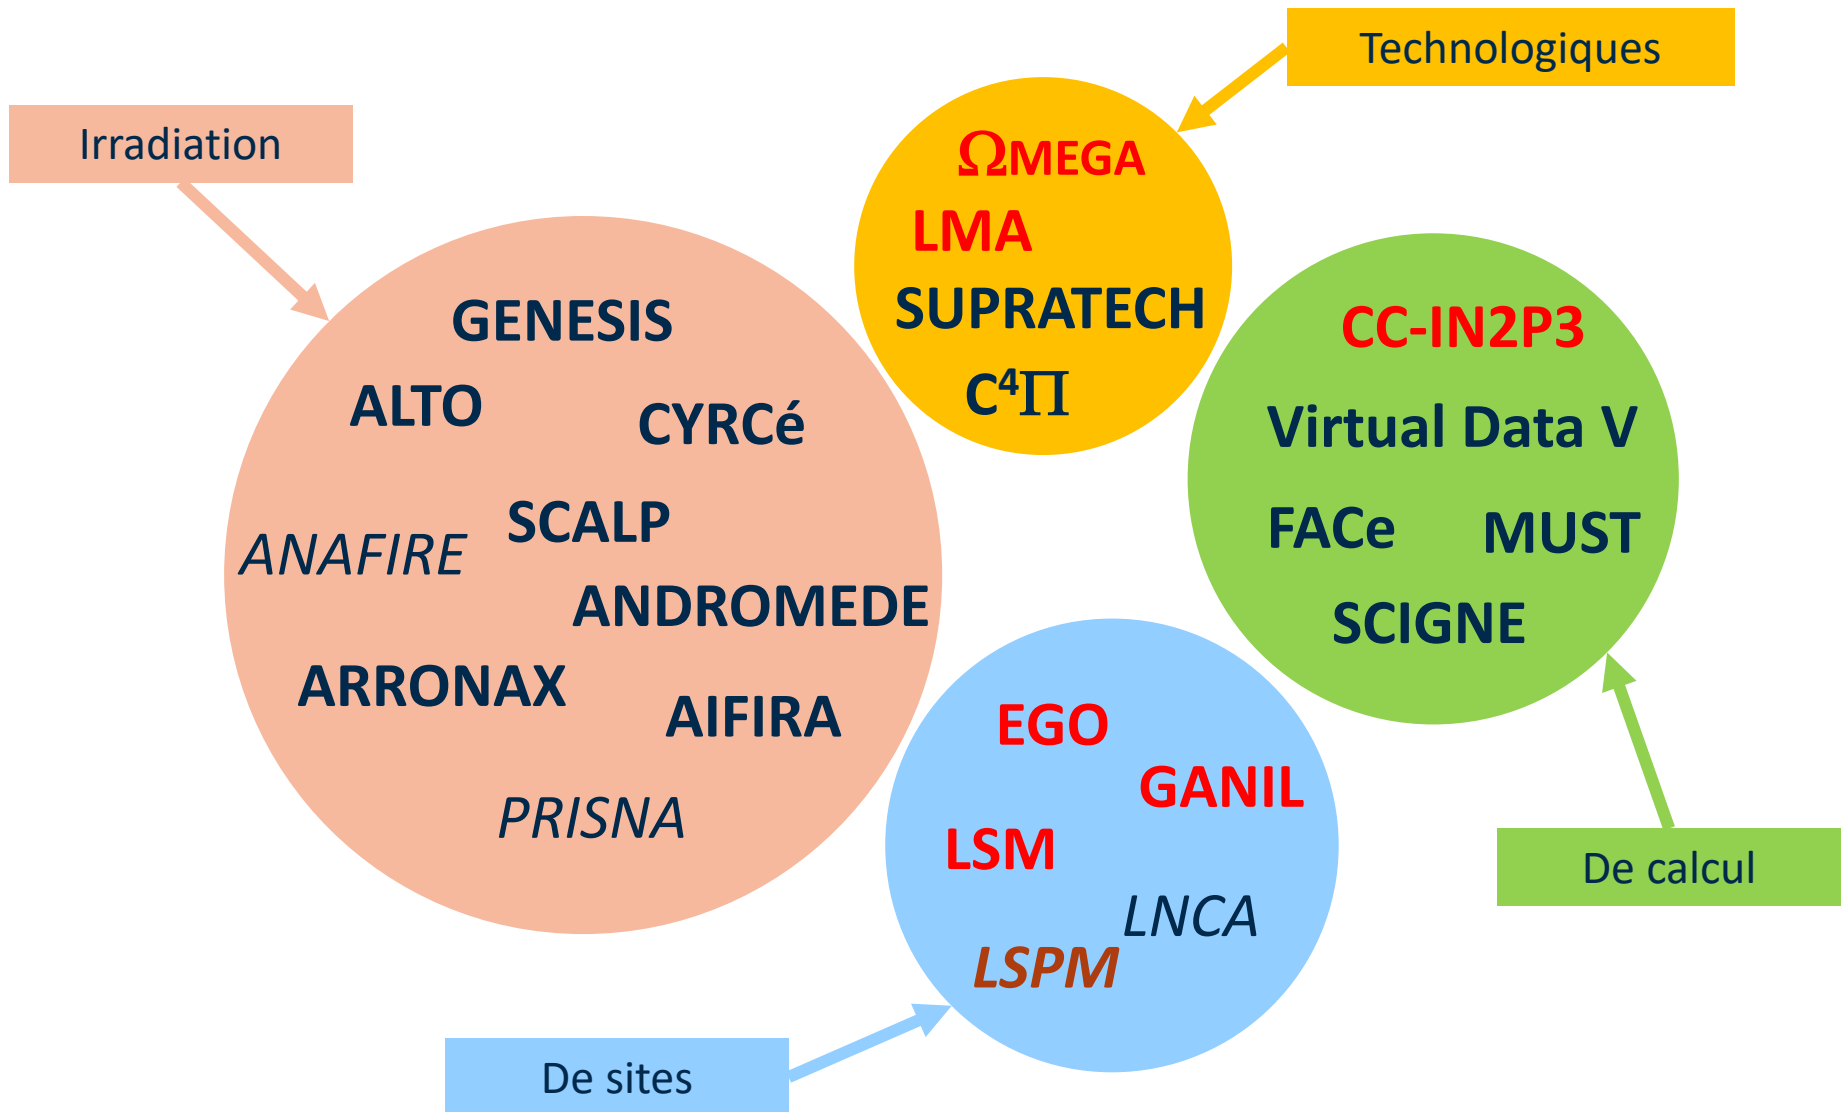 Technologiques
Irradiation
ΩMEGA
LMA
SUPRATECH
C⁴Π
GENESIS
ALTO
CYRCé
SCALP
ANAFIRE
ANDROMEDE
ARRONAX
AIFIRA
PRISNA
CC-IN2P3
Virtual Data V
FACe
MUST
SCIGNE
EGO
GANIL
LSM
LNCA
LSPM
De calcul
De sites